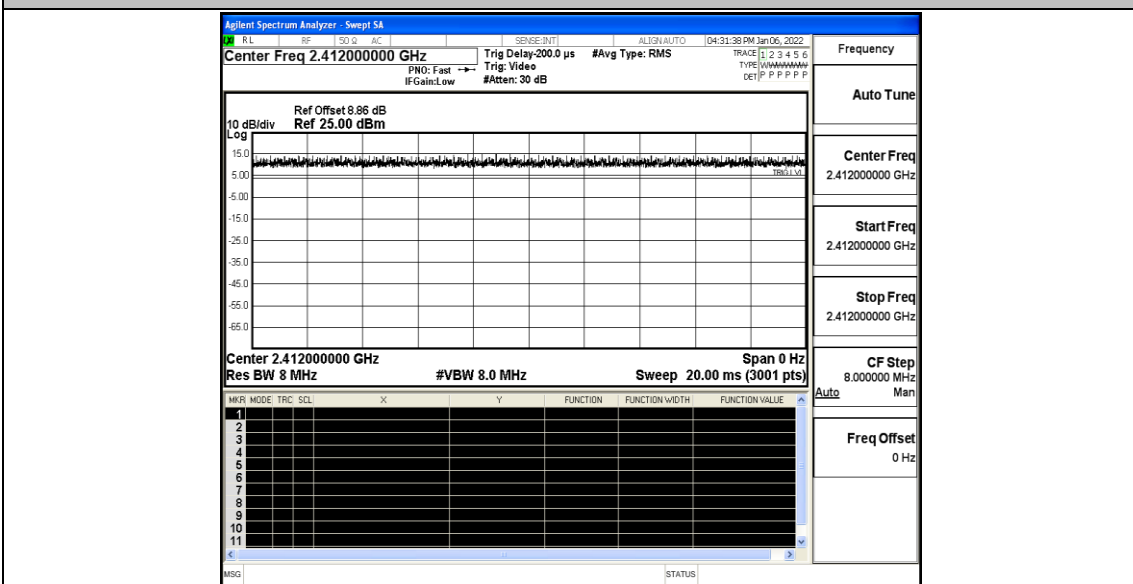 Agilent Spectrum Analyzer - Swept SA
RL RF 50 Ω AC SENSE:INT ALIGNAUTO 04:31:38 PM Jan 06, 2022
Center Freq 2.412000000 GHz
PNO: Fast
IFGain:Low
Trig Delay-200.0 µs
Trig: Video
#Atten: 30 dB
#Avg Type: RMS
TRACE 1 2 3 4 5 6
TYPE
DET P P P P P P
Ref Offset 8.86 dB
10 dB/div Ref 25.00 dBm
Log
15.0
5.00
TRIG LVL
-5.00
-15.0
-25.0
-35.0
-45.0
-55.0
-65.0
Center 2.412000000 GHz Span 0 Hz
Res BW 8 MHz #VBW 8.0 MHz Sweep 20.00 ms (3001 pts)
MKR MODE TRC SCL X Y FUNCTION FUNCTION WIDTH FUNCTION VALUE
1
2
3
4
5
6
7
8
9
10
11
MSG STATUS
Frequency
Auto Tune
Center Freq
2.412000000 GHz
Start Freq
2.412000000 GHz
Stop Freq
2.412000000 GHz
CF Step
8.000000 MHz
Auto Man
Freq Offset
0 Hz